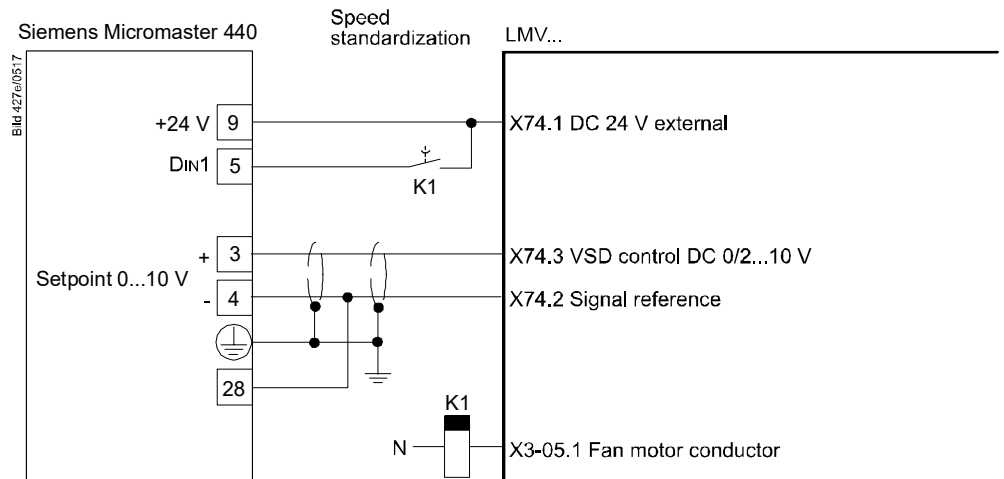 Siemens Micromaster 440
Speed
standardization
LMV...
Bild 427e/0517
+24 V 9
X74.1 DC 24 V external
DIN1 5
K1
+ 3
X74.3 VSD control DC 0/2...10 V
Setpoint 0...10 V
- 4
X74.2 Signal reference
28
K1
N
X3-05.1 Fan motor conductor